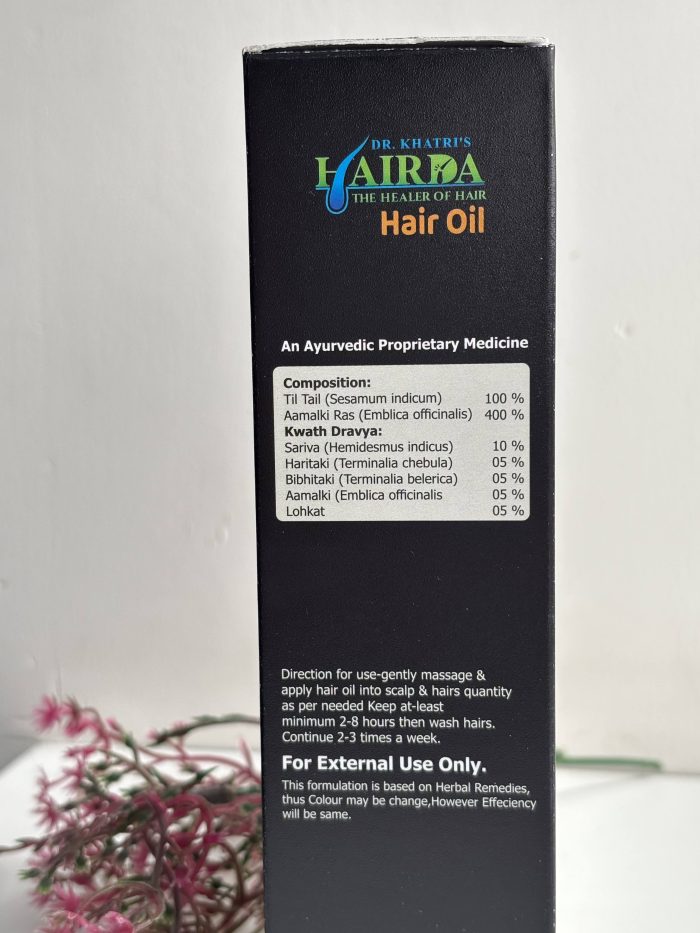 DR. KHATRI'S
HAIRDA
THE HEALER OF HAIR
Hair Oil
An Ayurvedic Proprietary Medicine
Composition:
Til Tail (Sesamum indicum) 100 %
Aamalki Ras (Emblica officinalis) 400 %
Kwath Dravya:
Sariva (Hemidesmus indicus) 10 %
Haritaki (Terminalia chebula) 05 %
Bibhitaki (Terminalia belerica) 05 %
Aamalki (Emblica officinalis 05 %
Lohkat 05 %
Direction for use-gently massage &
apply hair oil into scalp & hairs quantity
as per needed Keep at-least
minimum 2-8 hours then wash hairs.
Continue 2-3 times a week.
For External Use Only.
This formulation is based on Herbal Remedies,
thus Colour may be change,However Effeciency
will be same.